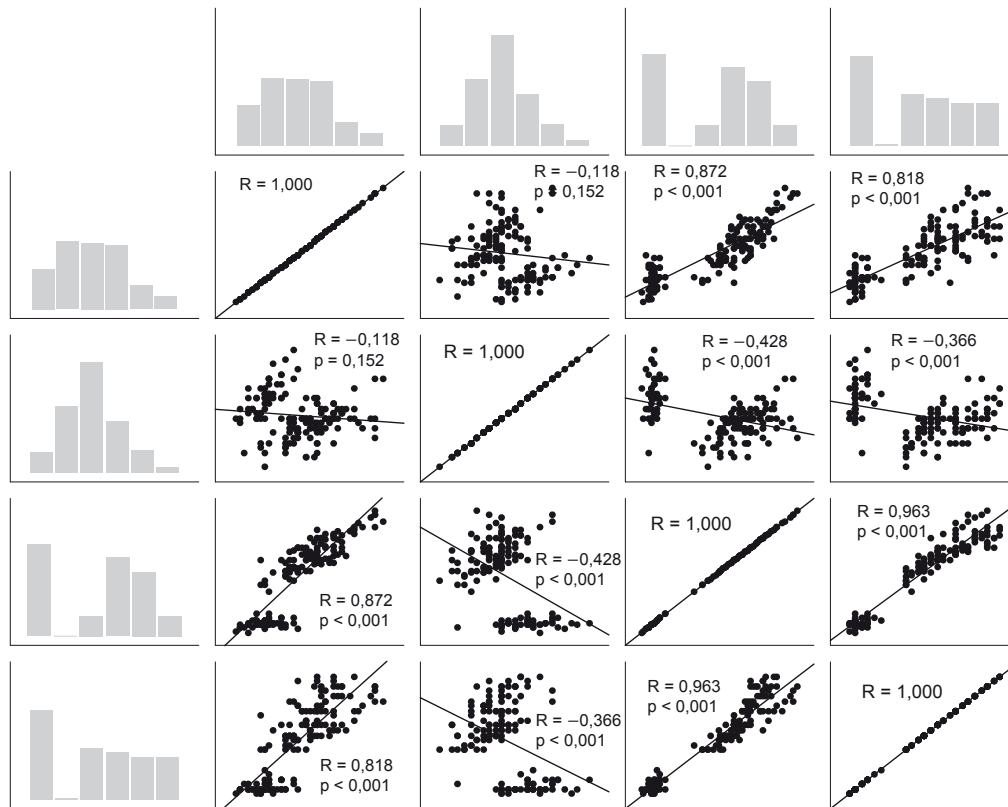 R = 1,000
R = −0,118
p = 0,152
R = 0,872
p < 0,001
R = 0,818
p < 0,001
R = −0,118
p = 0,152
R = 1,000
R = −0,428
p < 0,001
R = −0,366
p < 0,001
R = 0,872
p < 0,001
R = −0,428
p < 0,001
R = 1,000
R = 0,963
p < 0,001
R = 0,818
p < 0,001
R = −0,366
p < 0,001
R = 0,963
p < 0,001
R = 1,000